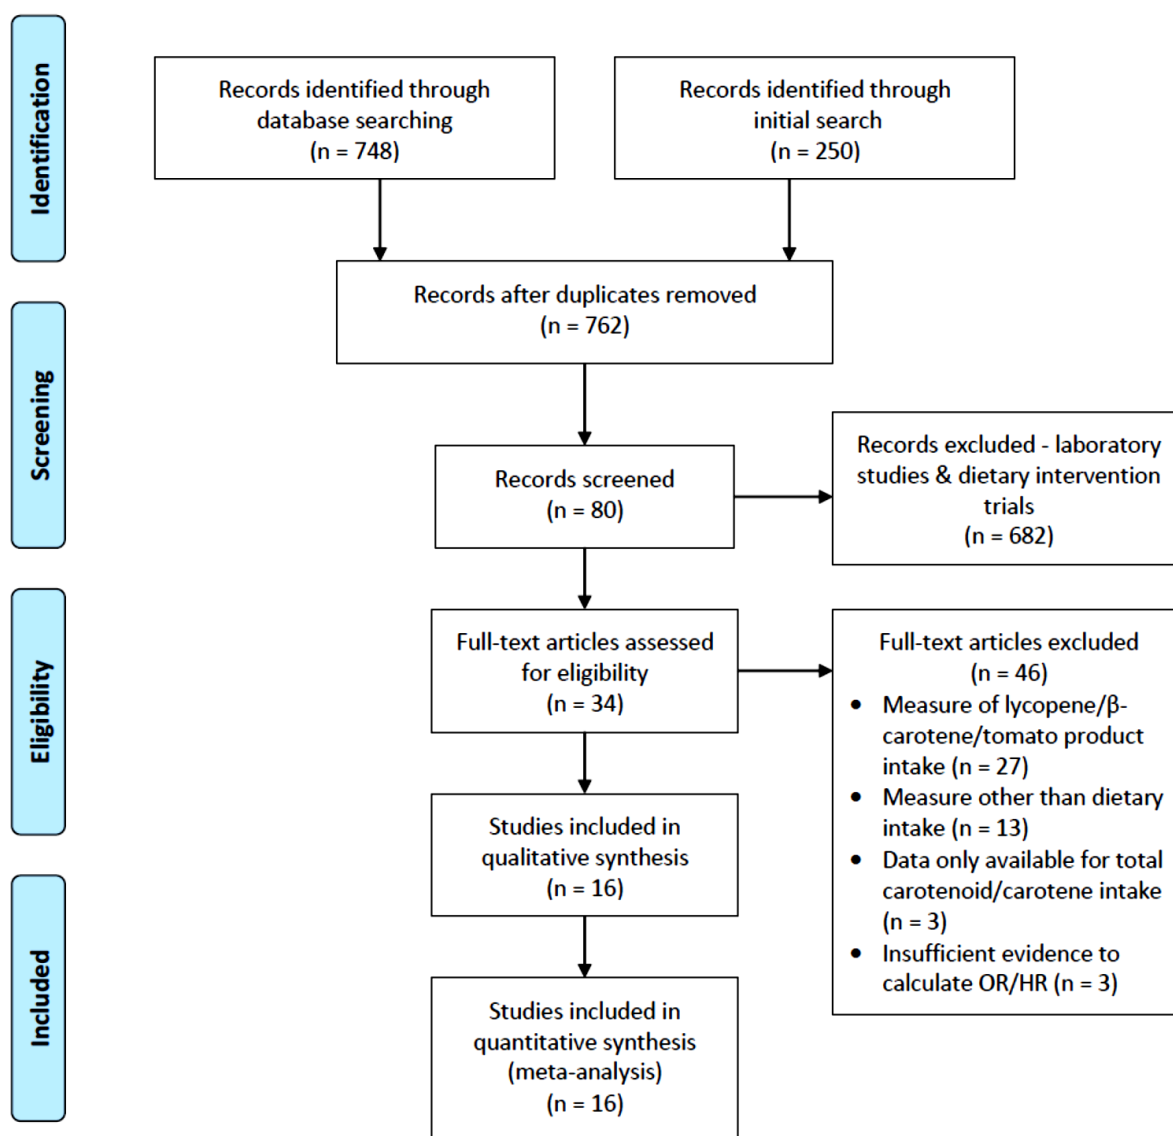 Identification
Records identified through
database searching
(n = 748)
Records identified through
initial search
(n = 250)
Records after duplicates removed
(n = 762)
Screening
Records screened
(n = 80)
Records excluded - laboratory
studies & dietary intervention
trials
(n = 682)
Eligibility
Full-text articles assessed
for eligibility
(n = 34)
Full-text articles excluded
(n = 46)
• Measure of lycopene/β-
carotene/tomato product
intake (n = 27)
• Measure other than dietary
intake (n = 13)
• Data only available for total
carotenoid/carotene intake
(n = 3)
• Insufficient evidence to
calculate OR/HR (n = 3)
Studies included in
qualitative synthesis
(n = 16)
Included
Studies included in
quantitative synthesis
(meta-analysis)
(n = 16)